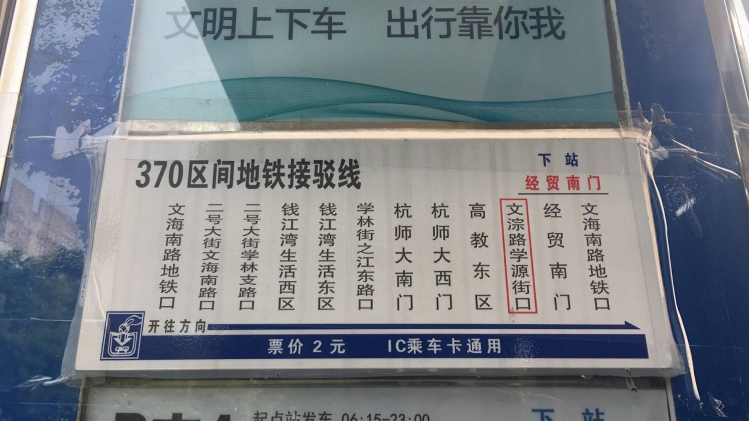 文明上下车 出行靠你我
370区间地铁接驳线
下站
经贸南门
文海南路地铁口
二号大街文海南路口
二号大街学林支路口
钱江湾生活西区
钱江湾生活东区
学林街之江东路口
杭师大南门
杭师大西门
高教东区
文淙路学源街口
经贸南门
文海南路地铁口
开往方向
票价2元 IC乘车卡通用
起点站发车 06:15-23:00
下站